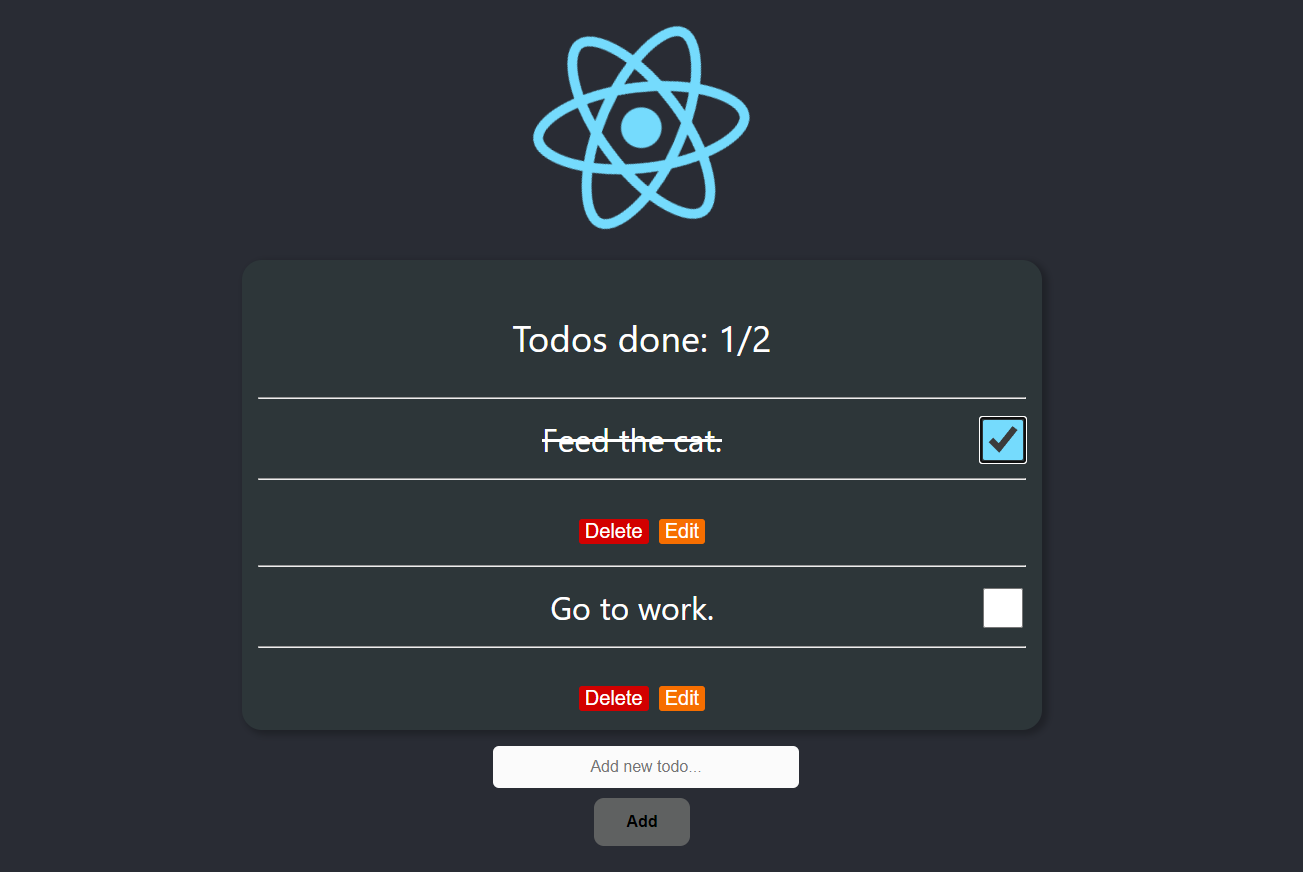 Todos done: 1/2
Feed the cat.
Delete Edit
Go to work.
Delete Edit
Add new todo...
Add